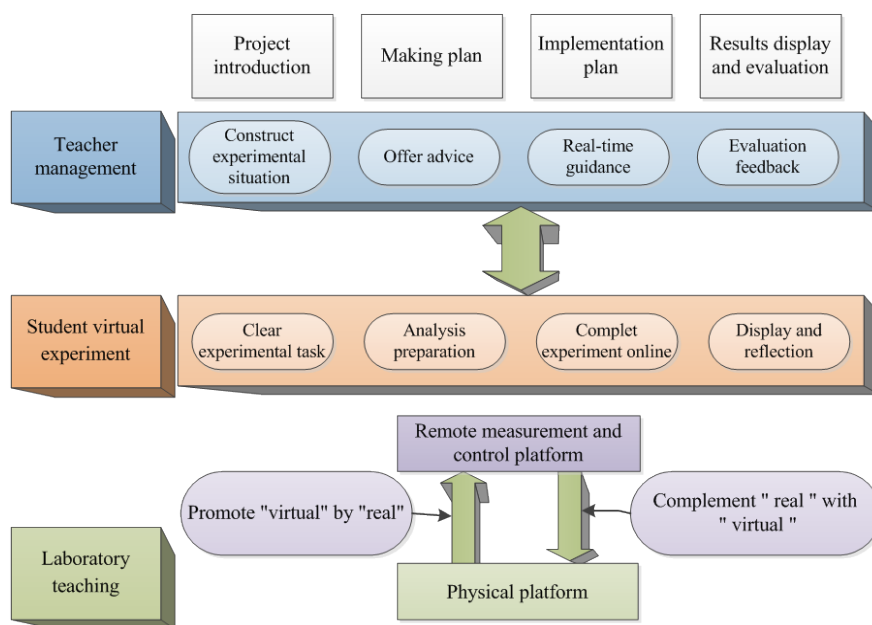 Project
introduction
Making plan
Implementation
plan
Results display
and evaluation
Teacher
management
Construct
experimental
situation
Offer advice
Real-time
guidance
Evaluation
feedback
Student virtual
experiment
Clear
experimental task
Analysis
preparation
Complet
experiment online
Display and
reflection
Remote measurement and
control platform
Promote "virtual" by "real"
Complement " real " with
" virtual "
Laboratory
teaching
Physical platform